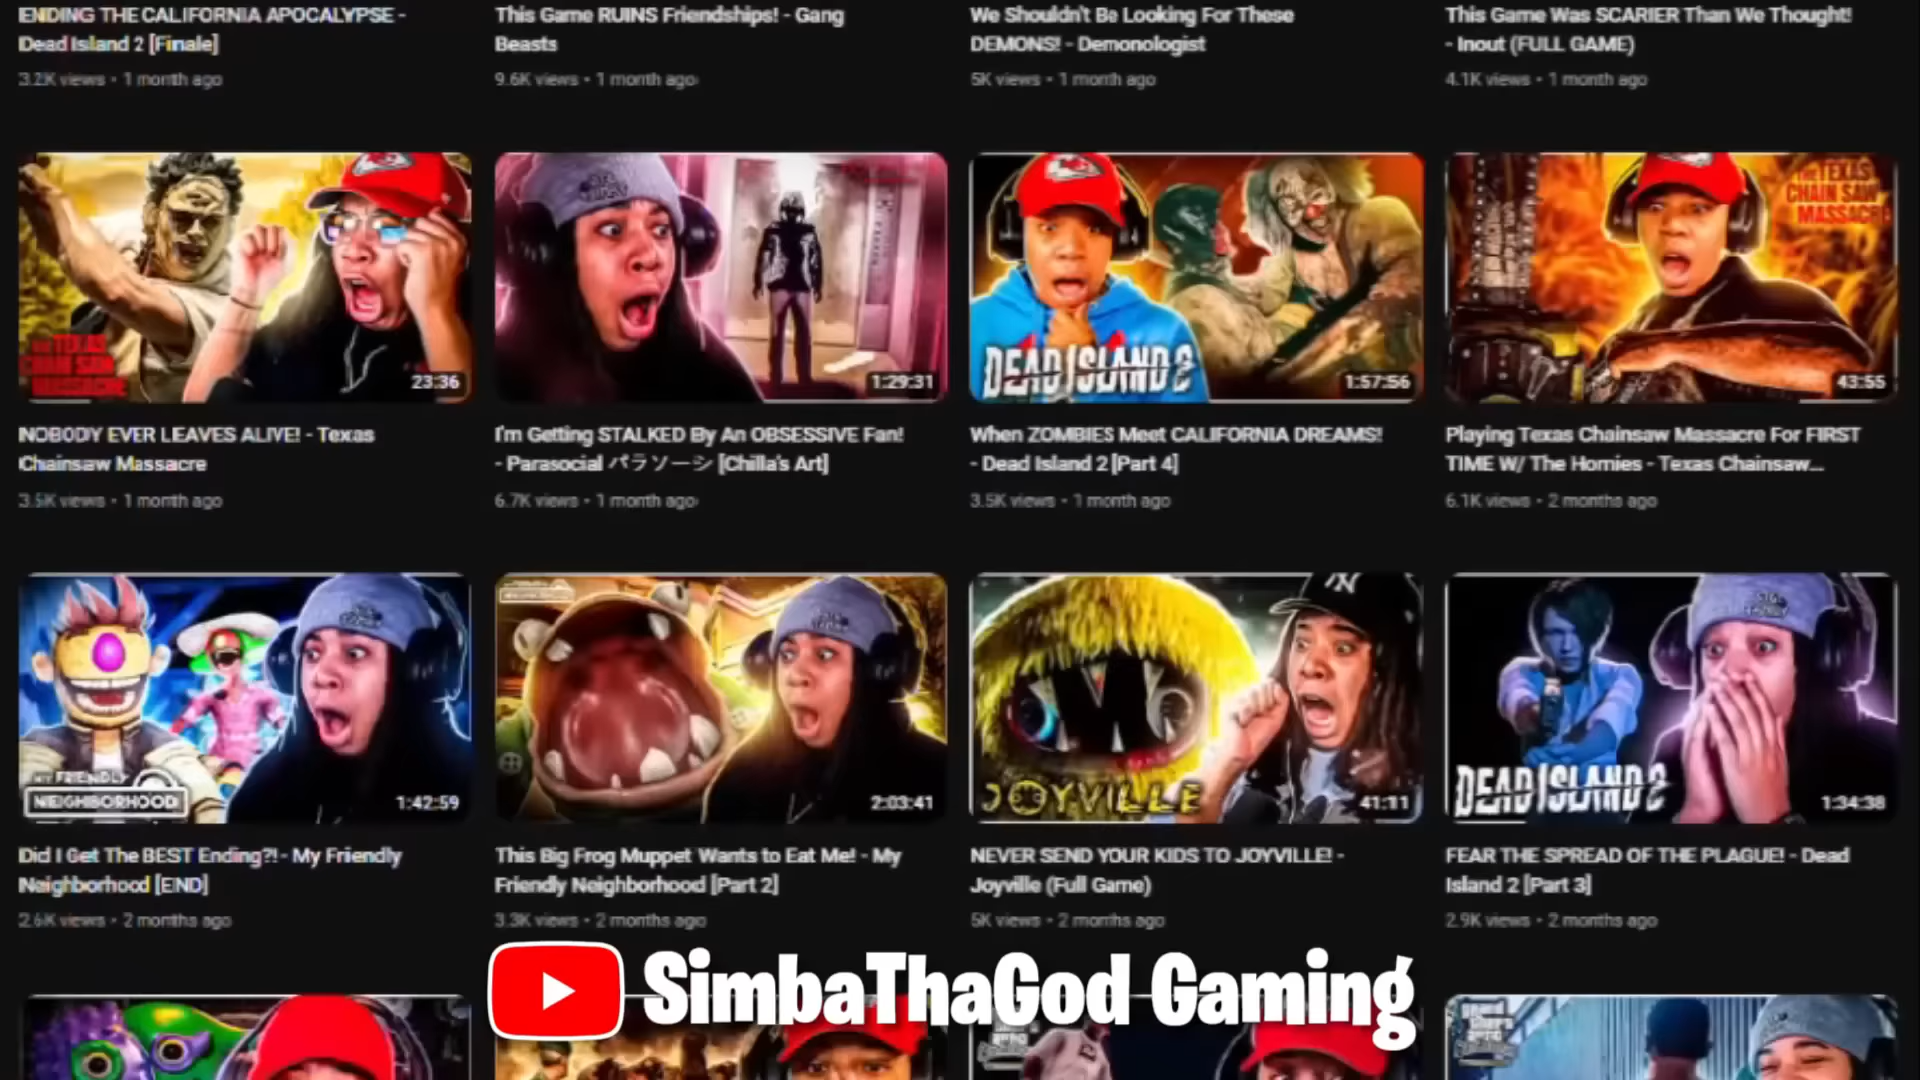 ENDING THE CALIFORNIA APOCALYPSE -
Dead Island 2 [Finale]
3.2K views • 1 month ago
This Game RUINS Friendships! - Gang
Beasts
9.6K views • 1 month ago
We Shouldn't Be Looking For These
DEMONS! - Demonologist
5K views • 1 month ago
This Game Was SCARIER Than We Thought!
- Inout (FULL GAME)
4.1K views • 1 month ago
THE TEXAS
CHAIN SAW
MASSACRE
23:36
1:29:31
DEAD ISLAND 2
1:57:56
THE TEXAS
CHAIN SAW
MASSACRE
43:55
NOBODY EVER LEAVES ALIVE! - Texas
Chainsaw Massacre
3.5K views • 1 month ago
I'm Getting STALKED By An OBSESSIVE Fan!
- Parasocial パラソーシ [Chilla's Art]
6.7K views • 1 month ago
When ZOMBIES Meet CALIFORNIA DREAMS!
- Dead Island 2 [Part 4]
3.5K views • 1 month ago
Playing Texas Chainsaw Massacre For FIRST
TIME W/ The Homies - Texas Chainsaw...
6.1K views • 2 months ago
MY FRIENDLY
NEIGHBORHOOD
1:42:59
2:03:41
JOYVILLE
41:11
DEAD ISLAND 2
1:34:38
Did I Get The BEST Ending?! - My Friendly
Neighborhood [END]
2.6K views • 2 months ago
This Big Frog Muppet Wants to Eat Me! - My
Friendly Neighborhood [Part 2]
3.3K views • 2 months ago
NEVER SEND YOUR KIDS TO JOYVILLE! -
Joyville (Full Game)
5K views • 2 months ago
FEAR THE SPREAD OF THE PLAGUE! - Dead
Island 2 [Part 3]
2.9K views • 2 months ago
SimbaThaGod Gaming